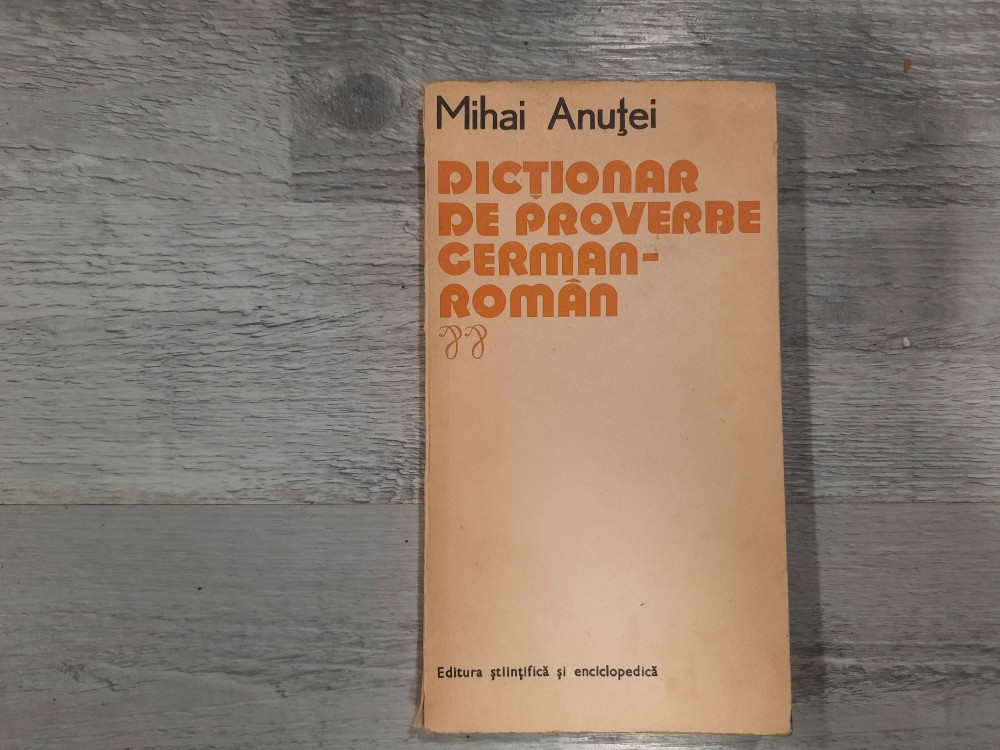 Mihai Anuţei
DICŢIONAR
DE PROVERBE
GERMAN-
ROMÂN
Editura ştiinţifică şi enciclopedică